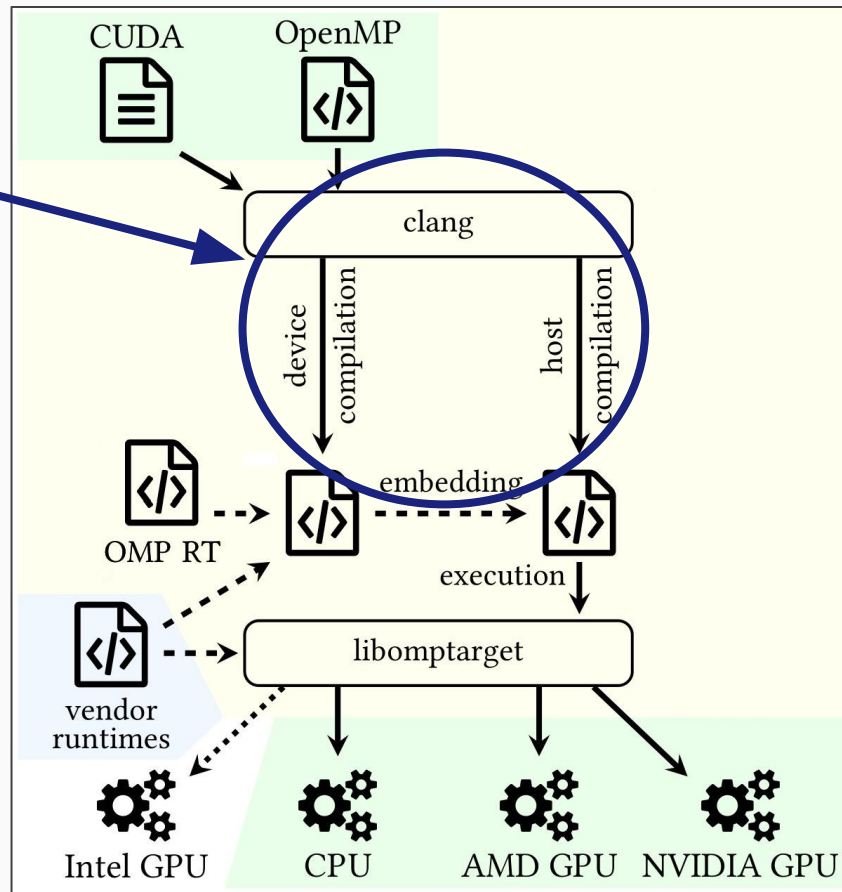 CUDA
OpenMP
clang
device
compilation
host
compilation
embedding
OMP RT
execution
libomptarget
vendor
runtimes
Intel GPU
CPU
AMD GPU
NVIDIA GPU